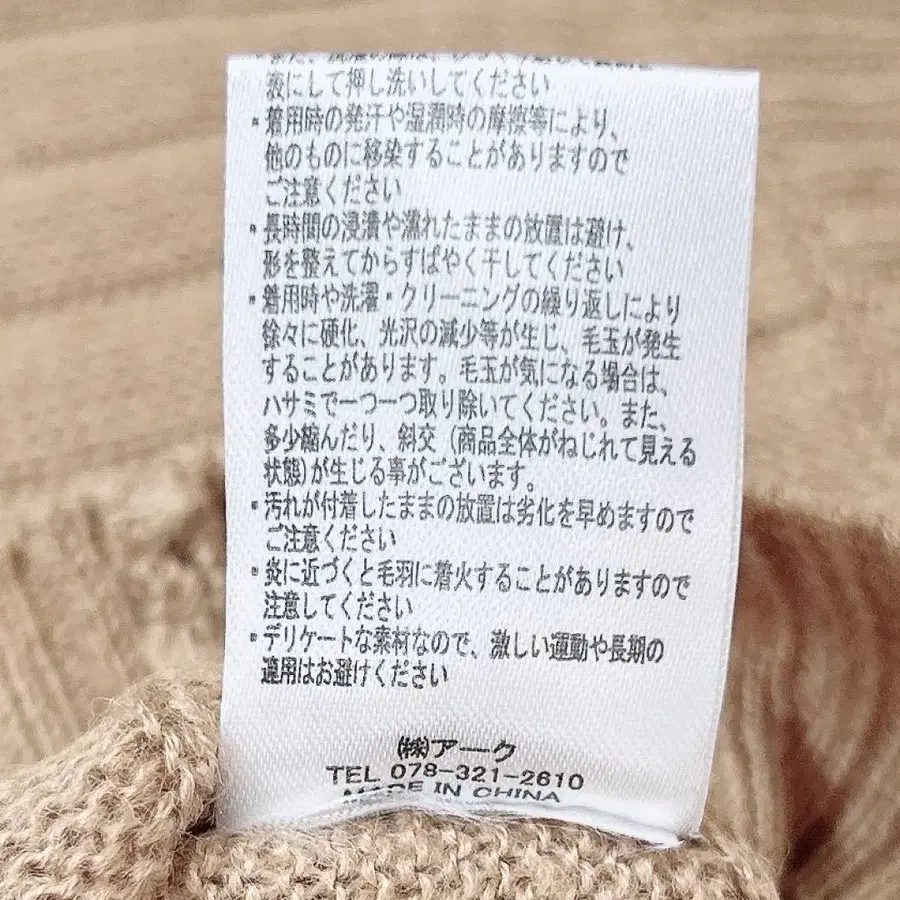 液にして押し洗いしてください
・着用時の発汗や湿潤時の摩擦等により、
他のものに移染することがありますので
ご注意ください
・長時間の浸漬や濡れたままの放置は避け、
形を整えてからすばやく干してください
・着用時や洗濯・クリーニングの繰り返しにより
徐々に硬化、光沢の減少等が生じ、毛玉が発生
することがあります。毛玉が気になる場合は、
ハサミで一つ一つ取り除いてください。また、
多少縮んだり、斜交（商品全体がねじれて見える
状態)が生じる事がございます。
・汚れが付着したままの放置は劣化を早めますので
ご注意ください
・炎に近づくと毛羽に着火することがありますので
注意してください
・デリケートな素材なので、激しい運動や長期の
連用はお避けください
㈱アーク
TEL 078-321-2610
MADE IN CHINA